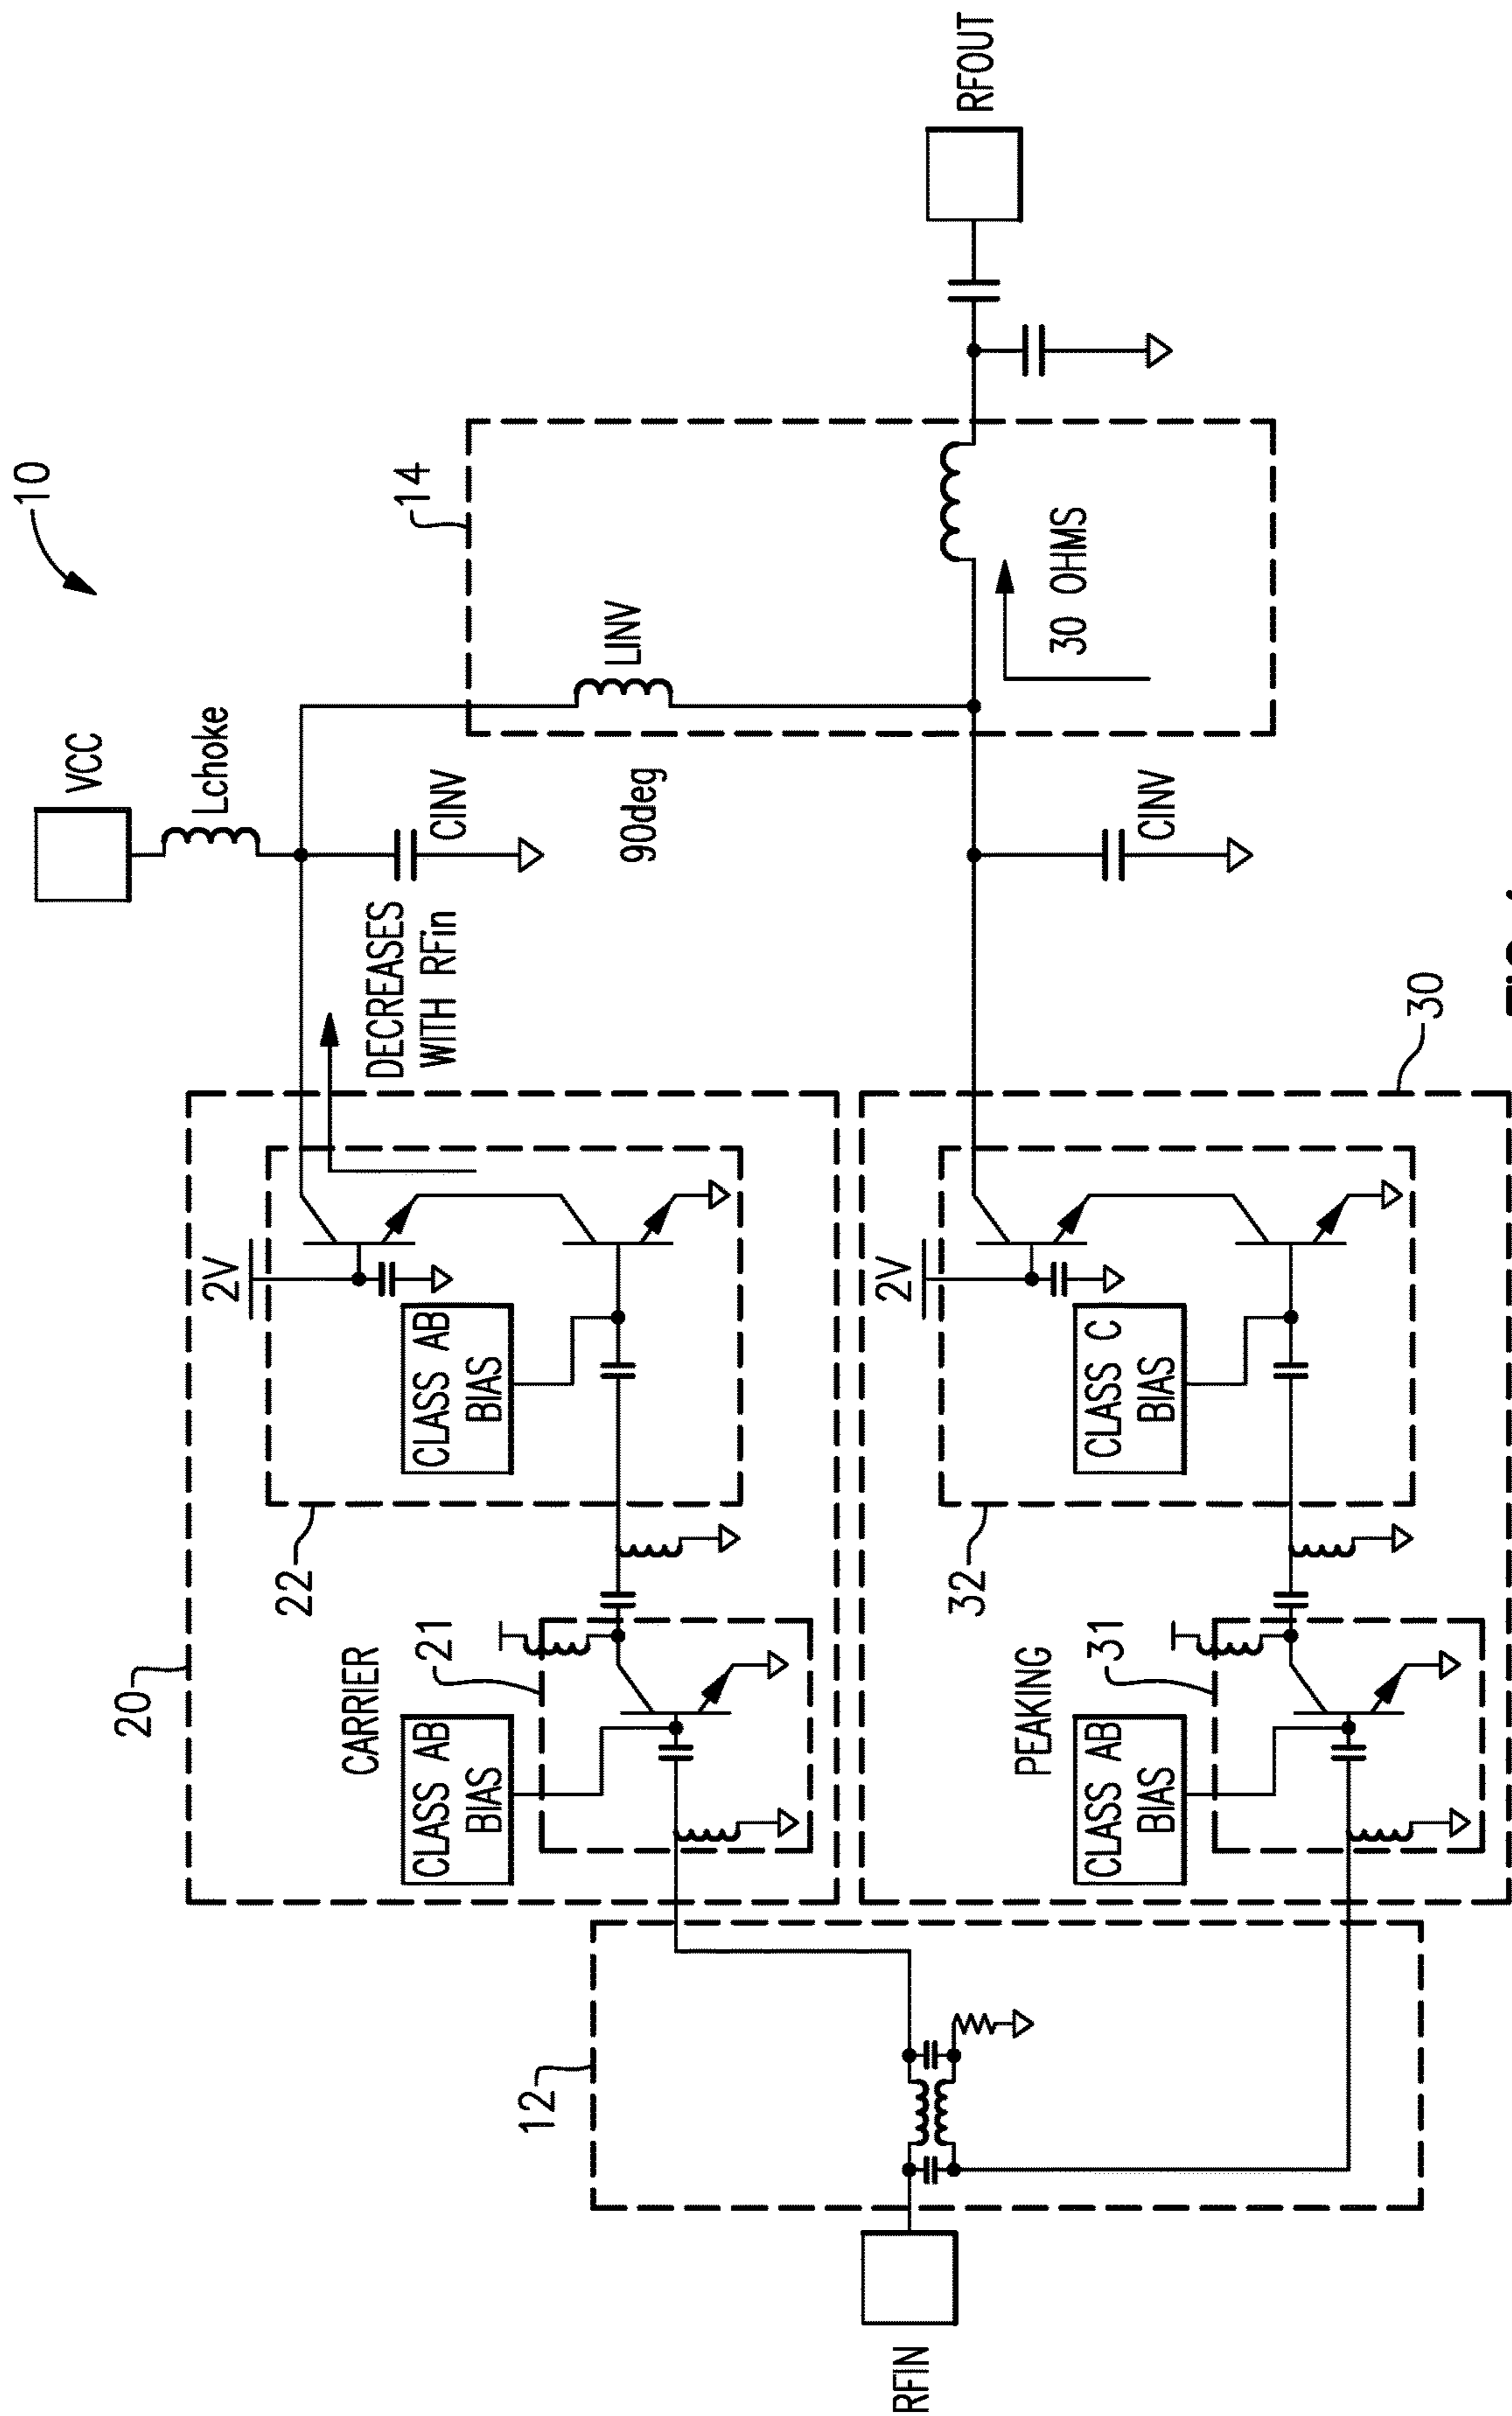 10
VCC
Lchoke
20
2V
DECREASES
WITH RFin
CINV
14
22
CLASS AB
BIAS
LINV
90deg
CARRIER
21
CLASS AB
BIAS
12
RFIN
RFOUT
30 OHMS
2V
CINV
32
CLASS C
BIAS
PEAKING
31
CLASS AB
BIAS
30